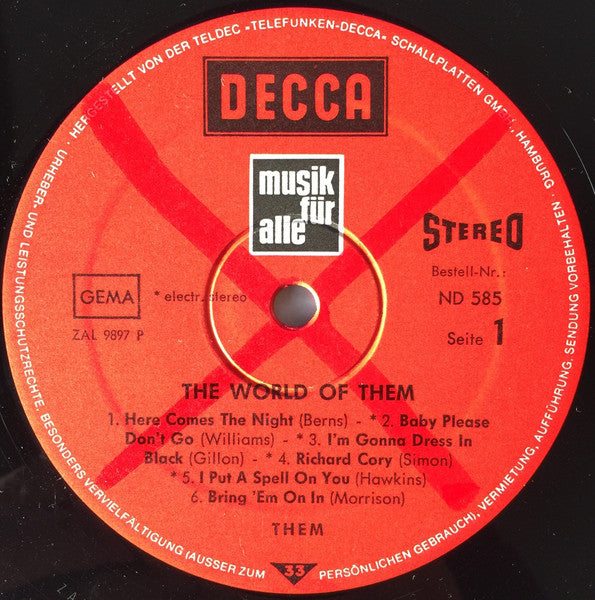 HERGESTELLT VON DER TELDEC »TELEFUNKEN-DECCA« SCHALLPLATTEN GMBH, HAMBURG · URHEBER- UND LEISTUNGSSCHUTZRECHTE, BESONDERS VERVIELFÄLTIGUNG (AUSSER ZUM PERSÖNLICHEN GEBRAUCH), VERMIETUNG, AUFFÜHRUNG, SENDUNG VORBEHALTEN ·
DECCA
musik
für
alle
STEREO
Bestell-Nr.:
GEMA
* electr. stereo
ND 585
ZAL 9897 P
Seite 1
THE WORLD OF THEM
1. Here Comes The Night (Berns) - * 2. Baby Please
Don't Go (Williams) - * 3. I'm Gonna Dress In
Black (Gillon) - * 4. Richard Cory (Simon)
* 5. I Put A Spell On You (Hawkins)
6. Bring 'Em On In (Morrison)
THEM
33